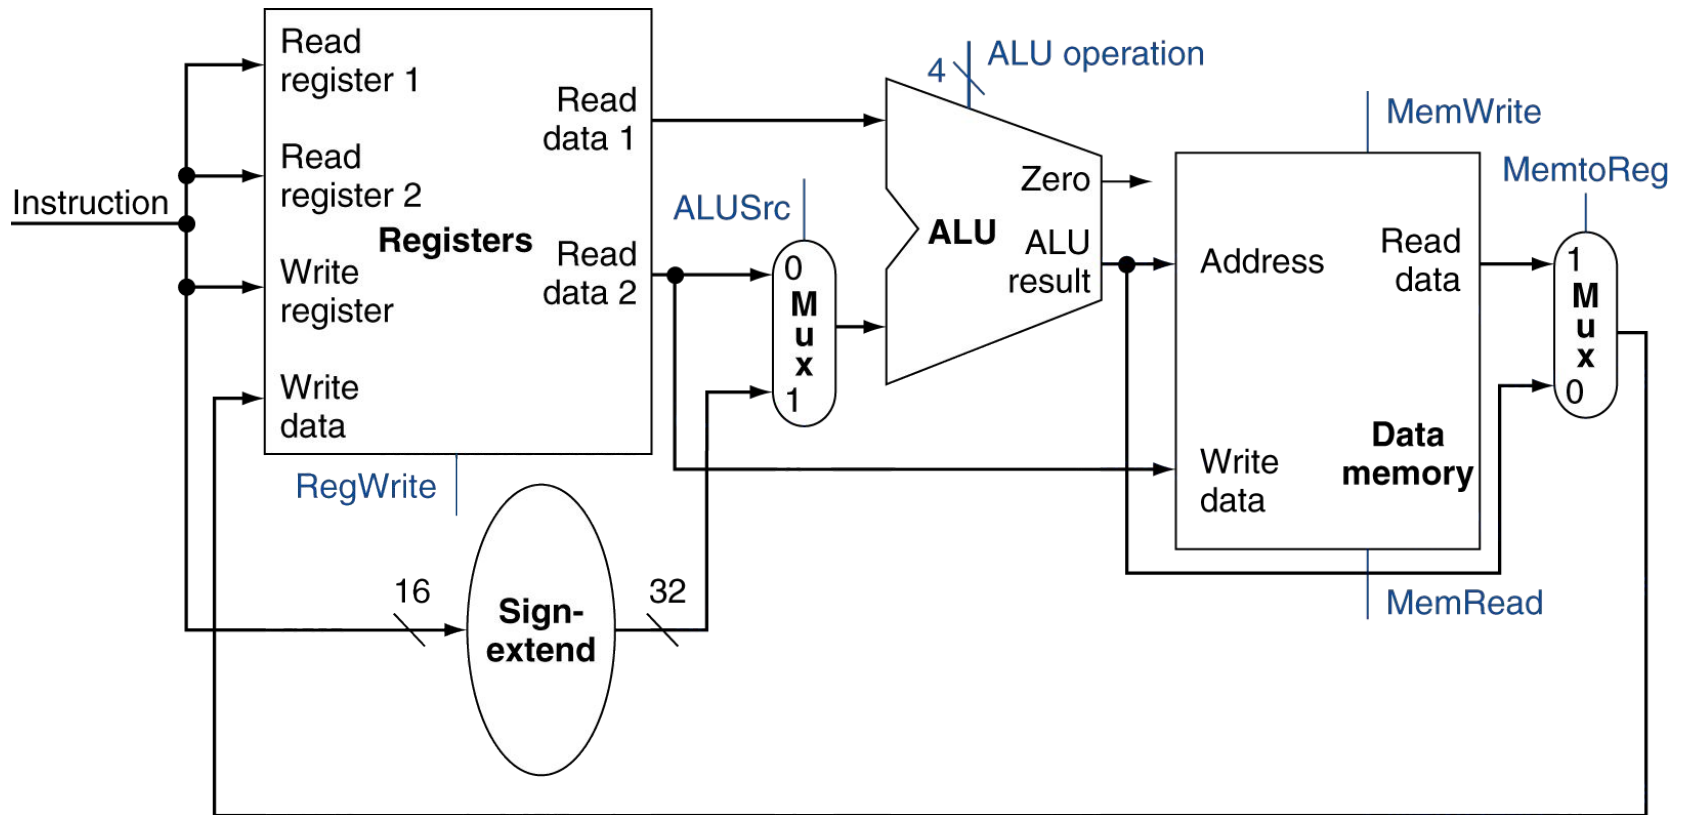 Instruction
Read
register 1
Read
register 2
Registers
Write
register
Write
data
Read
data 1
Read
data 2
RegWrite
16
Sign-
extend
32
ALUSrc
0
M
u
x
1
4
ALU operation
Zero
ALU
ALU
result
MemWrite
Address
Read
data
Write
data
Data
memory
MemRead
MemtoReg
1
M
u
x
0